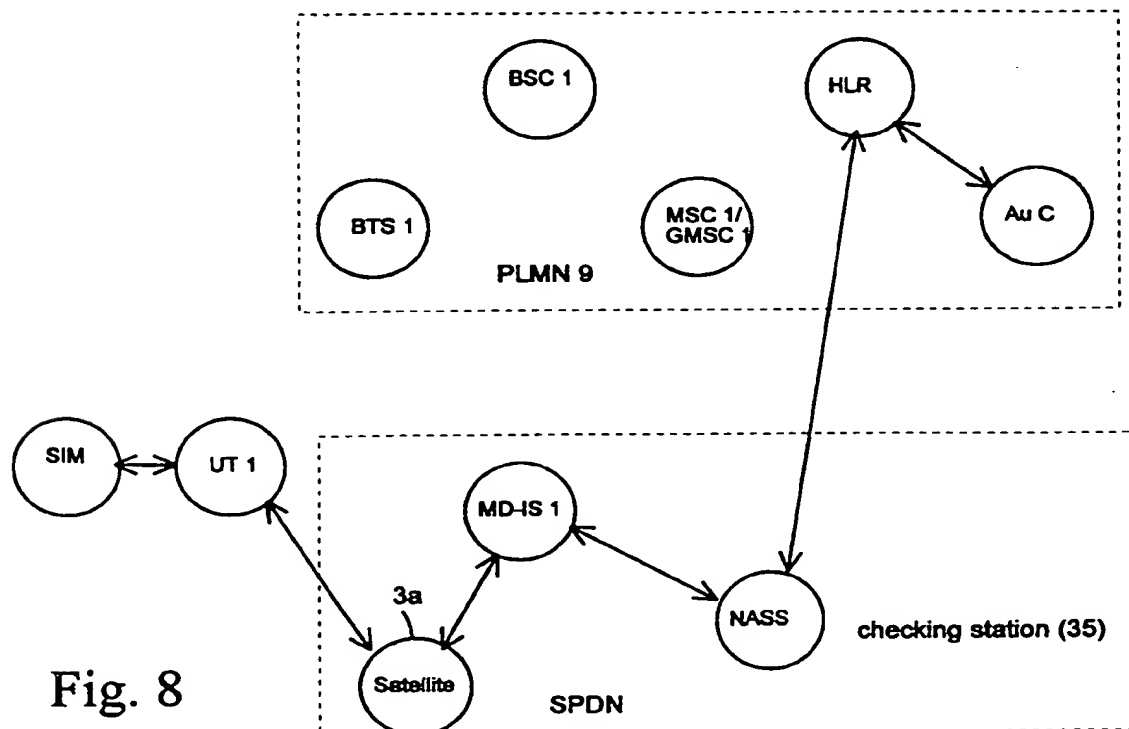 BSC 1
HLR
BTS 1
MSC 1/
GMSC 1
Au C
PLMN 9
SIM
UT 1
MD-IS 1
3a
NASS
checking station (35)
Satellite
Fig. 8
SPDN